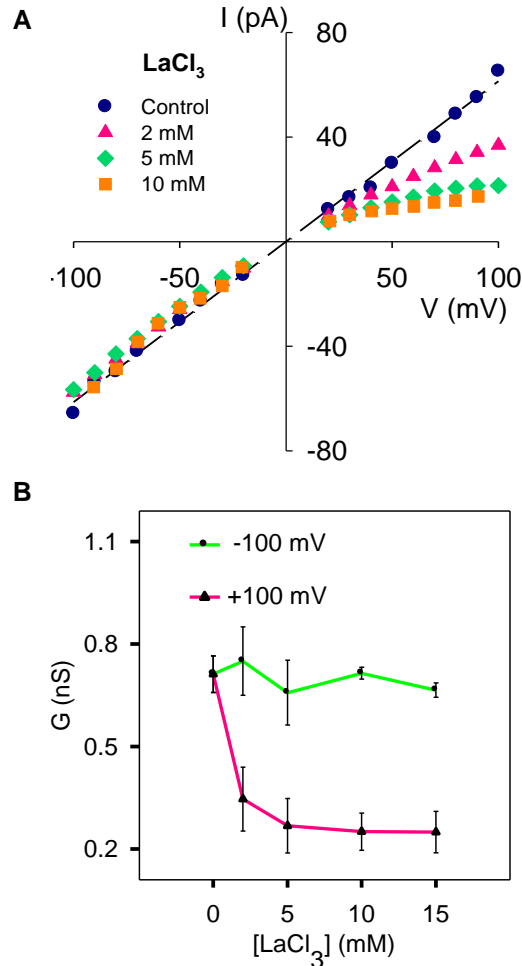 A
I (pA)
80
LaCl₃
Control
2 mM
5 mM
10 mM
40
-100
-50
50
100
V (mV)
-40
-80
B
-100 mV
+100 mV
1.1
0.8
0.5
0.2
G (nS)
0
5
10
15
[LaCl₃] (mM)